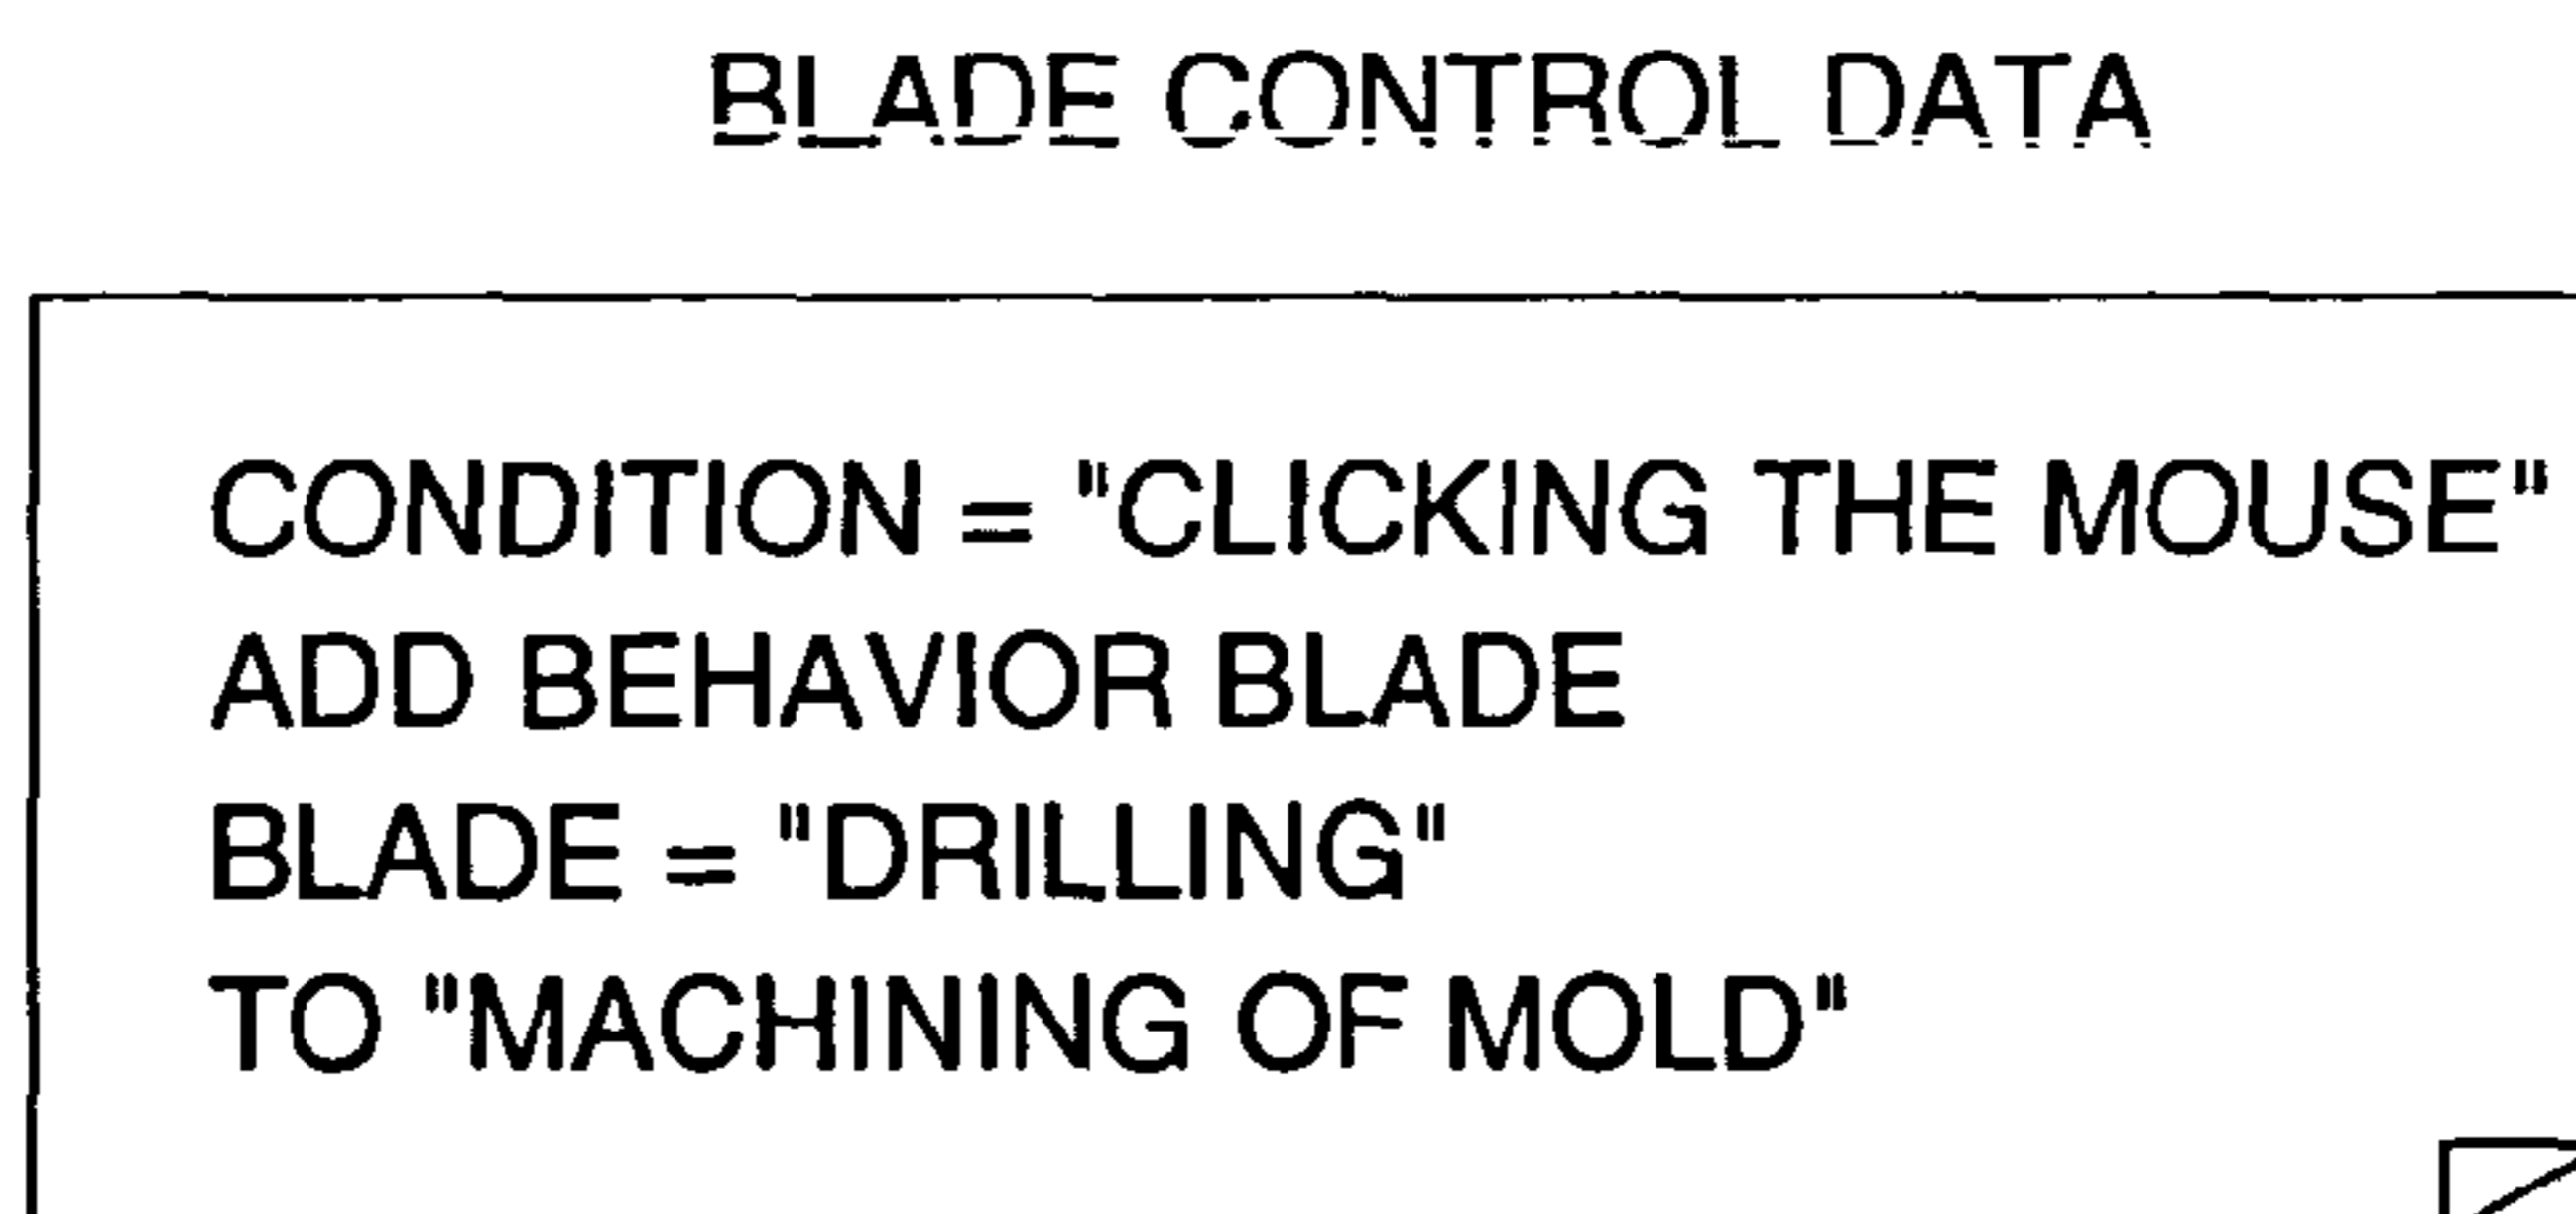 BLADE CONTROL DATA
CONDITION = "CLICKING THE MOUSE"
ADD BEHAVIOR BLADE
BLADE = "DRILLING"
TO "MACHINING OF MOLD"